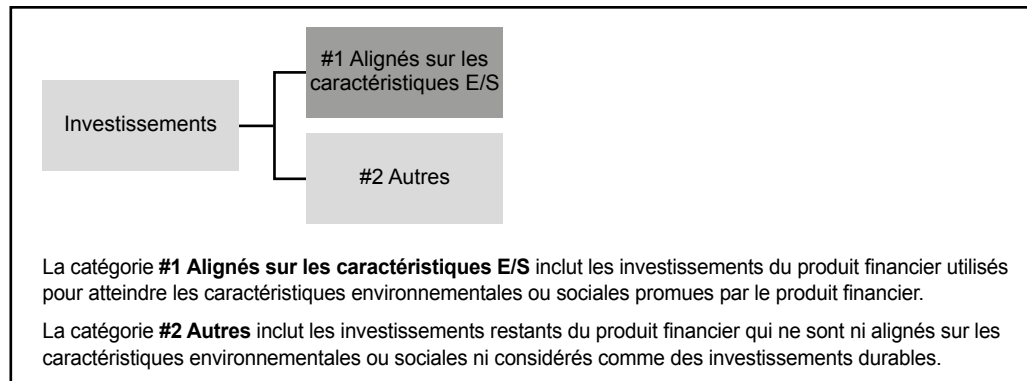 #1 Alignés sur les
caractéristiques E/S
Investissements
#2 Autres
La catégorie #1 Alignés sur les caractéristiques E/S inclut les investissements du produit financier utilisés
pour atteindre les caractéristiques environnementales ou sociales promues par le produit financier.
La catégorie #2 Autres inclut les investissements restants du produit financier qui ne sont ni alignés sur les
caractéristiques environnementales ou sociales ni considérés comme des investissements durables.